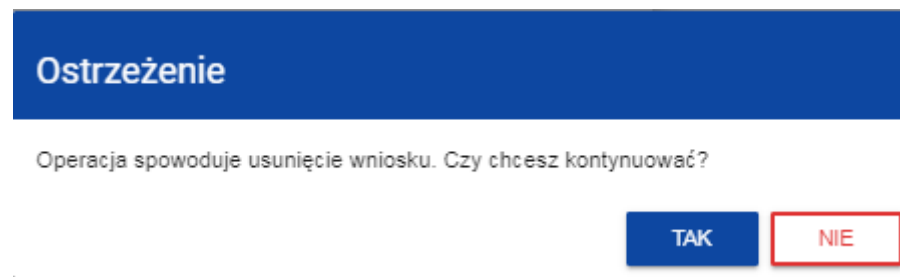 Ostrzeżenie
Operacja spowoduje usunięcie wniosku. Czy chcesz kontynuować?
TAK NIE